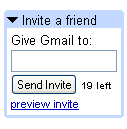 Invite a friend
Give Gmail to:
Send Invite 19 left
preview invite